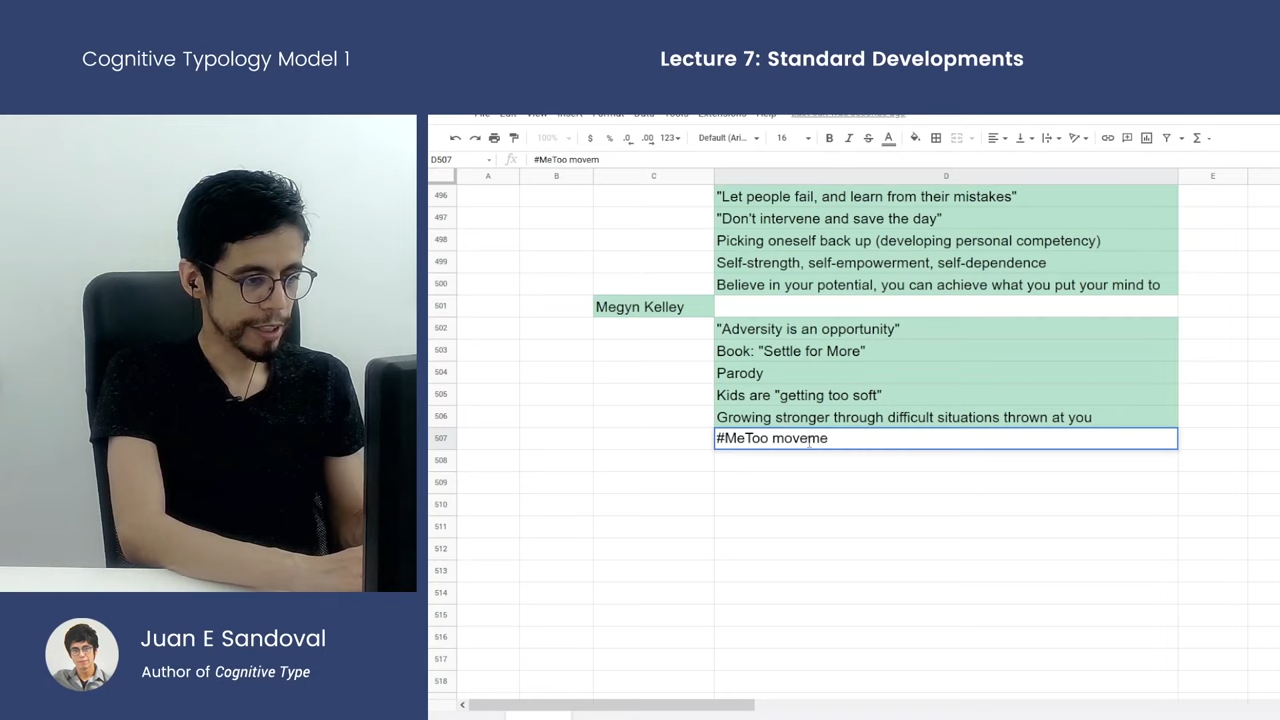 Cognitive Typology Model 1
Lecture 7: Standard Developments
100%
$ % .0 .00 123
Default (Ari...
16
B I S A
D507
fx
#MeToo movem
A B C D E
496 "Let people fail, and learn from their mistakes"
497 "Don't intervene and save the day"
498 Picking oneself back up (developing personal competency)
499 Self-strength, self-empowerment, self-dependence
500 Believe in your potential, you can achieve what you put your mind to
501 Megyn Kelley
502 "Adversity is an opportunity"
503 Book: "Settle for More"
504 Parody
505 Kids are "getting too soft"
506 Growing stronger through difficult situations thrown at you
507 #MeToo moveme
508
509
510
511
512
513
514
515
516
517
518
Juan E Sandoval
Author of Cognitive Type